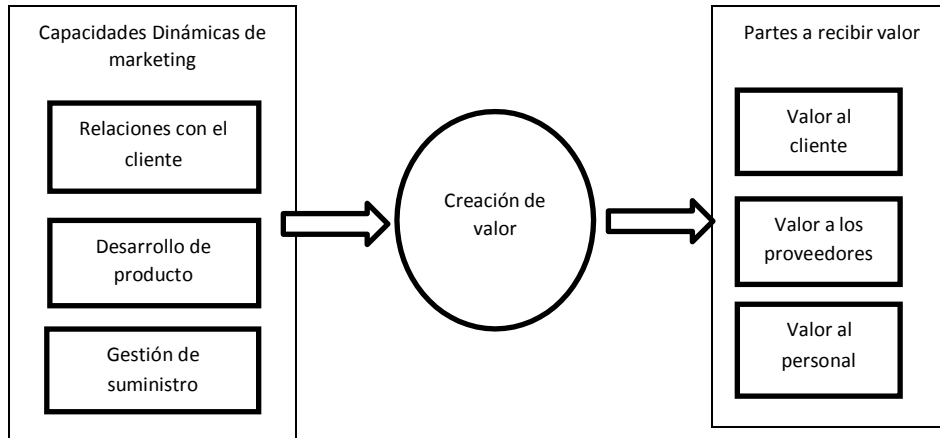 Capacidades Dinámicas de
marketing
Relaciones con el
cliente
Desarrollo de
producto
Gestión de
suministro
Creación de
valor
Partes a recibir valor
Valor al
cliente
Valor a los
proveedores
Valor al
personal